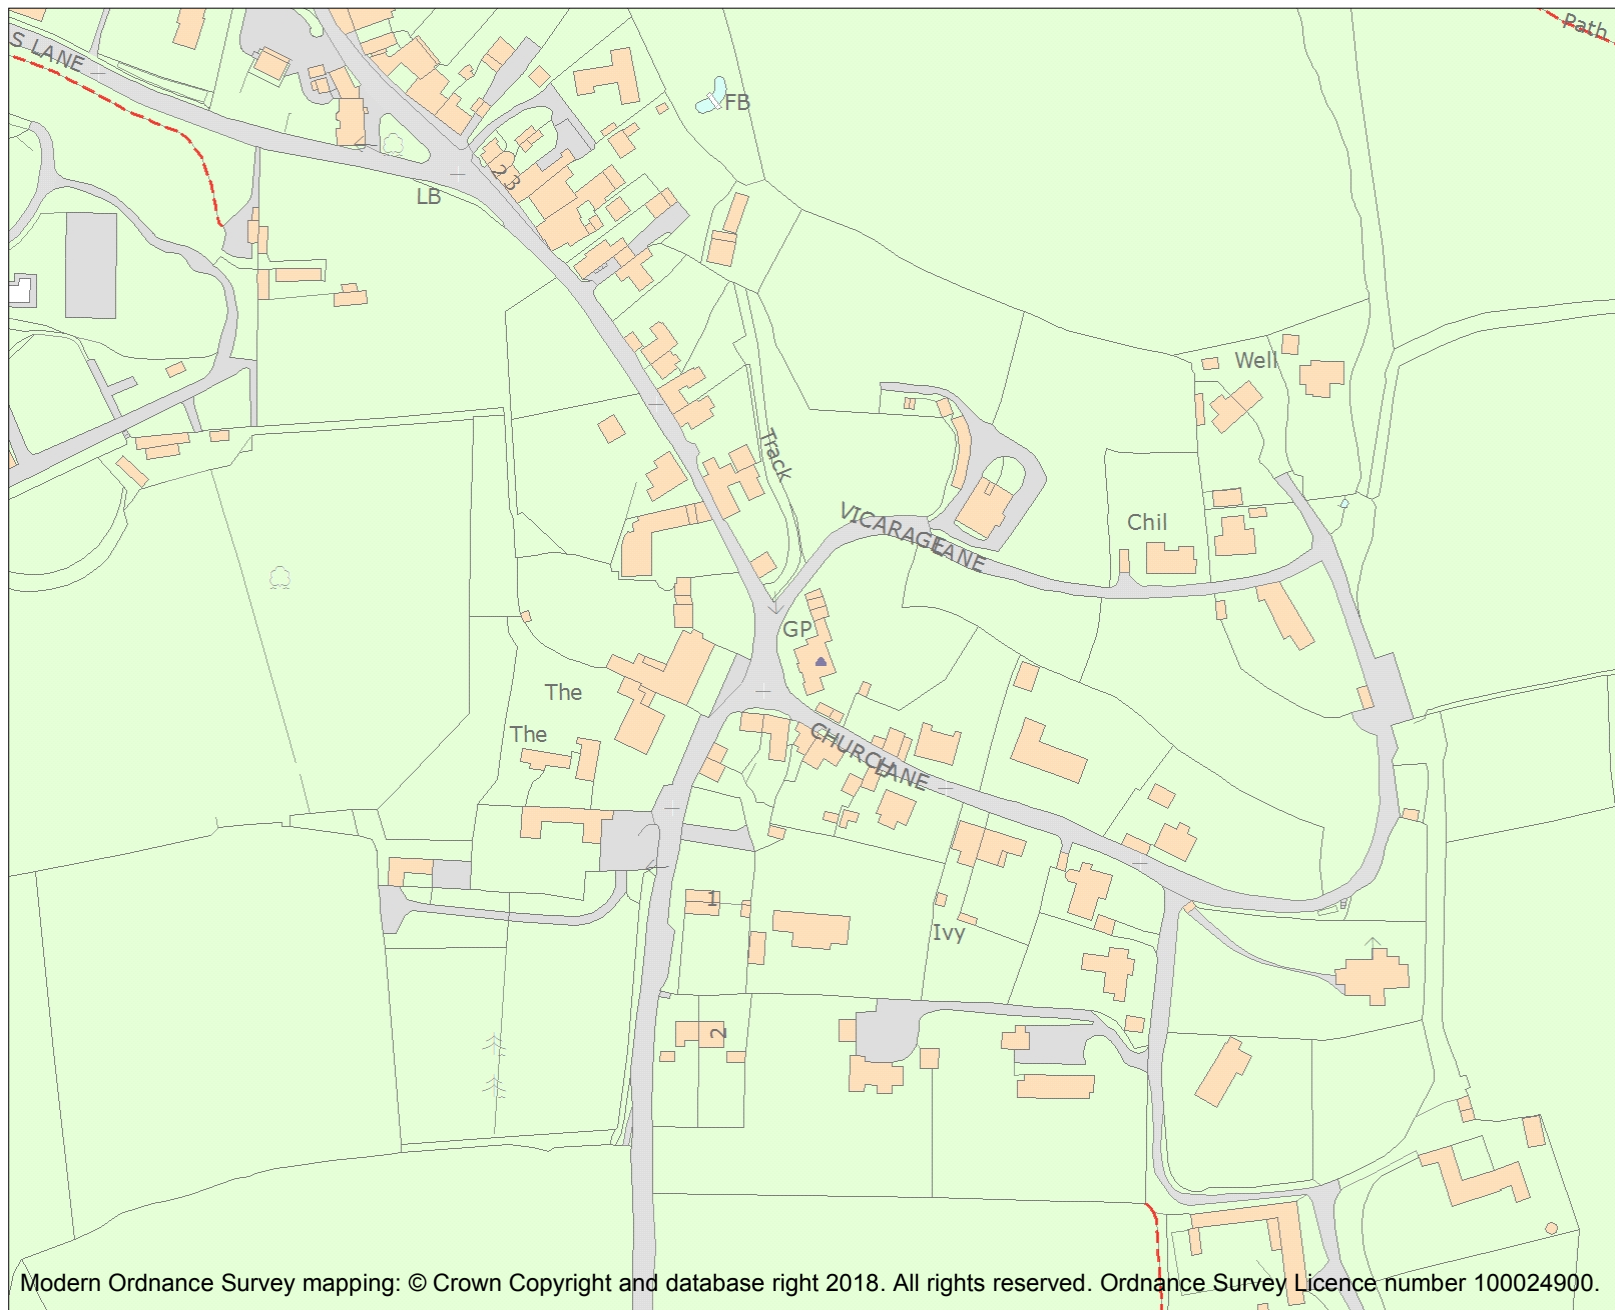 Path
S LANE
FB
2 3
LB
Well
Track
VICARAGE LANE
Chil
GP
The
The
CHURCH LANE
1
Ivy
2
Modern Ordnance Survey mapping: © Crown Copyright and database right 2018. All rights reserved. Ordnance Survey Licence number 100024900.